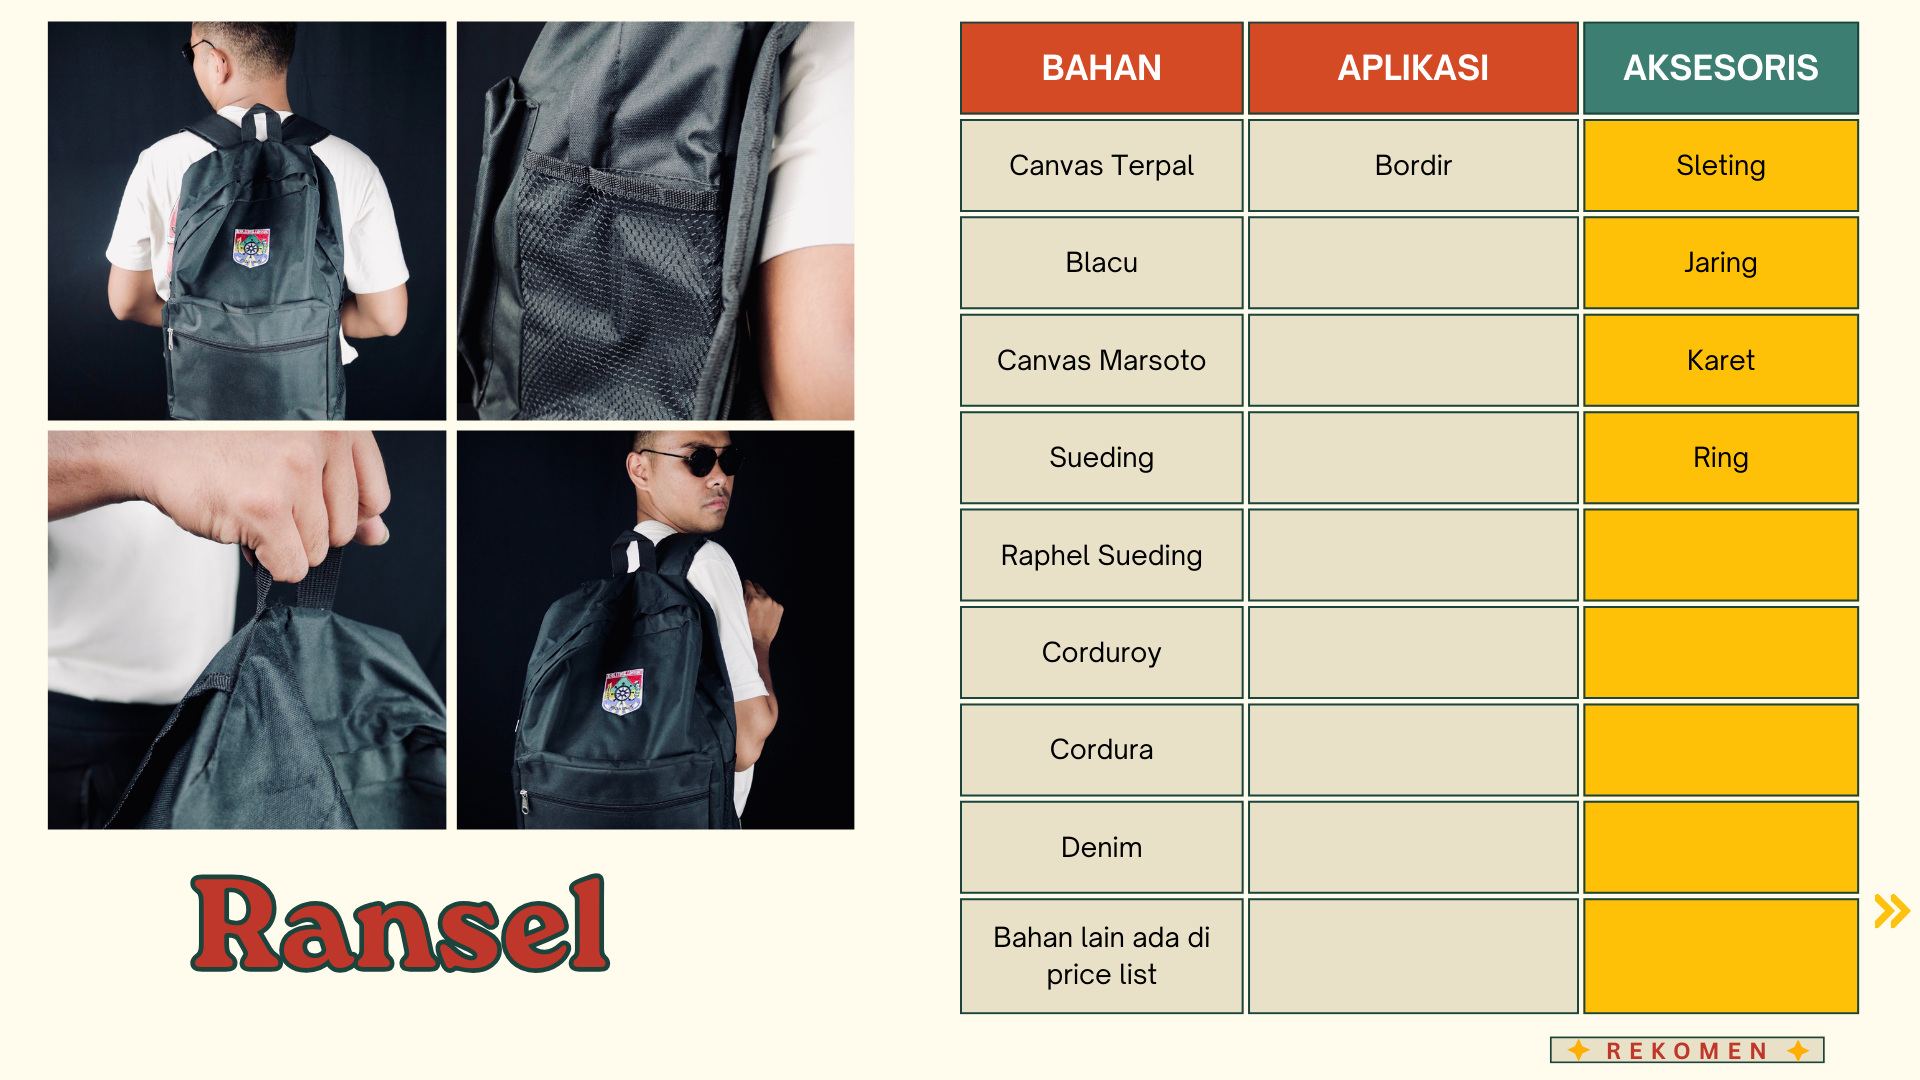 BAHAN APLIKASI AKSESORIS
Canvas Terpal Bordir Sleting
Blacu Jaring
Canvas Marsoto Karet
Sueding Ring
Raphel Sueding
Corduroy
Cordura
Denim
Bahan lain ada di
price list
Ransel
REKOMEN